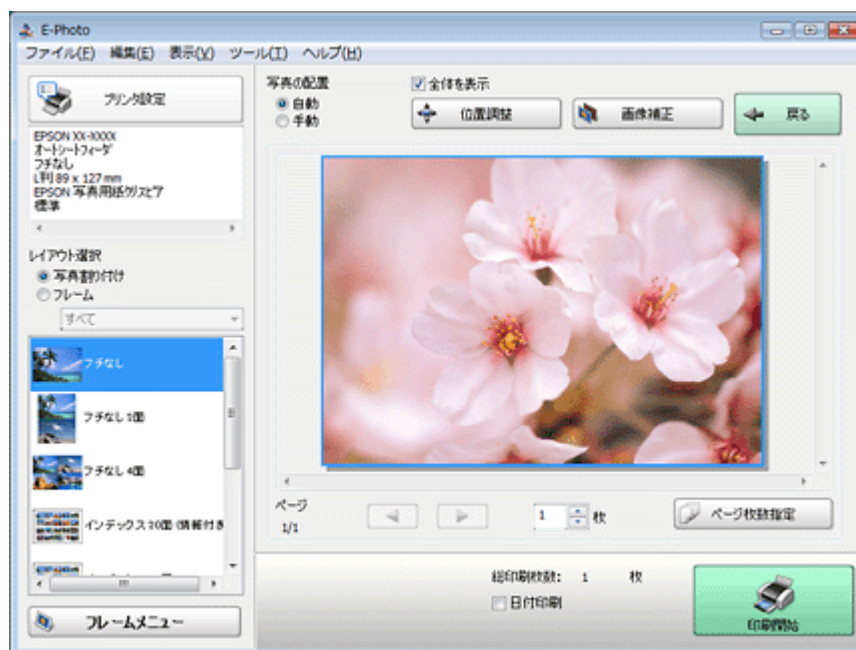 E-Photo
ファイル(F) 編集(E) 表示(V) ツール(T) ヘルプ(H)
プリンタ設定
EPSON XX-XXXX
オートシートフィーダ
フチなし
L判 89 x 127 mm
EPSON 写真用紙クリスピア
標準
レイアウト選択
写真割り付け
フレーム
すべて
フチなし
フチなし 2面
フチなし 4面
インデックス 20面 (情報付き
フレームメニュー
写真の配置
自動
手動
全体を表示
位置調整
画像補正
戻る
ページ
1/1
1 枚
ページ枚数指定
総印刷枚数: 1 枚
日付印刷
印刷開始